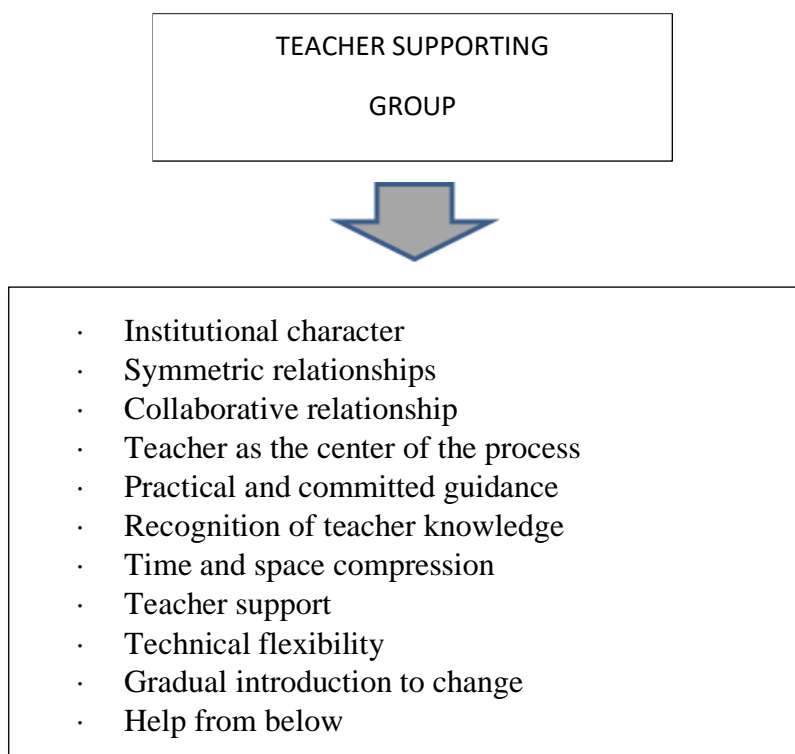 TEACHER SUPPORTING
GROUP
· Institutional character
· Symmetric relationships
· Collaborative relationship
· Teacher as the center of the process
· Practical and committed guidance
· Recognition of teacher knowledge
· Time and space compression
· Teacher support
· Technical flexibility
· Gradual introduction to change
· Help from below